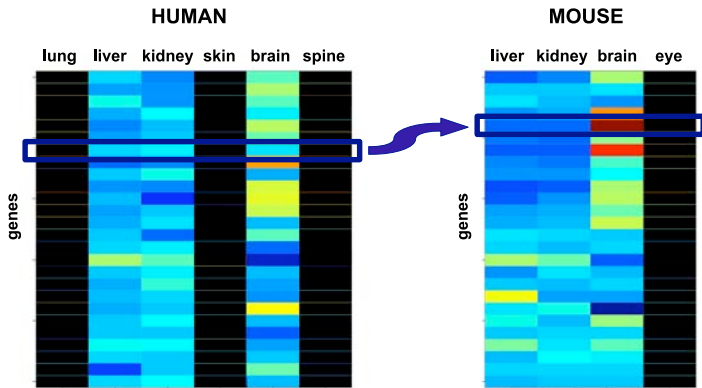 HUMAN
MOUSE
lung liver kidney skin brain spine
liver kidney brain eye
genes
genes